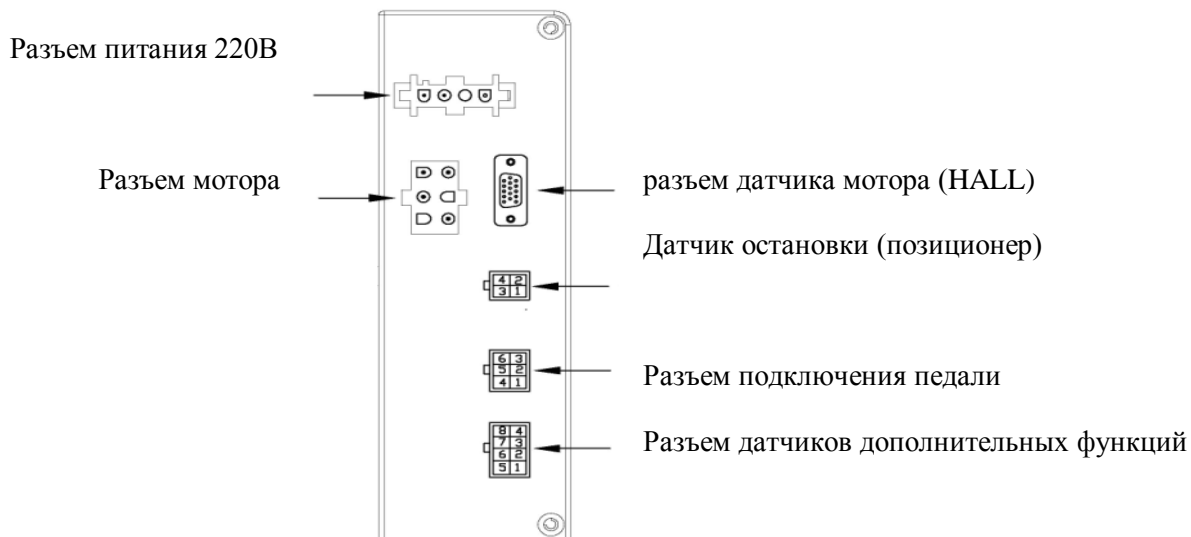 Разъем питания 220В
Разъем мотора
разъем датчика мотора (HALL)
Датчик остановки (позиционер)
4 2
3 1
6 3
5 2
4 1
Разъем подключения педали
8 4
7 3
6 2
5 1
Разъем датчиков дополнительных функций